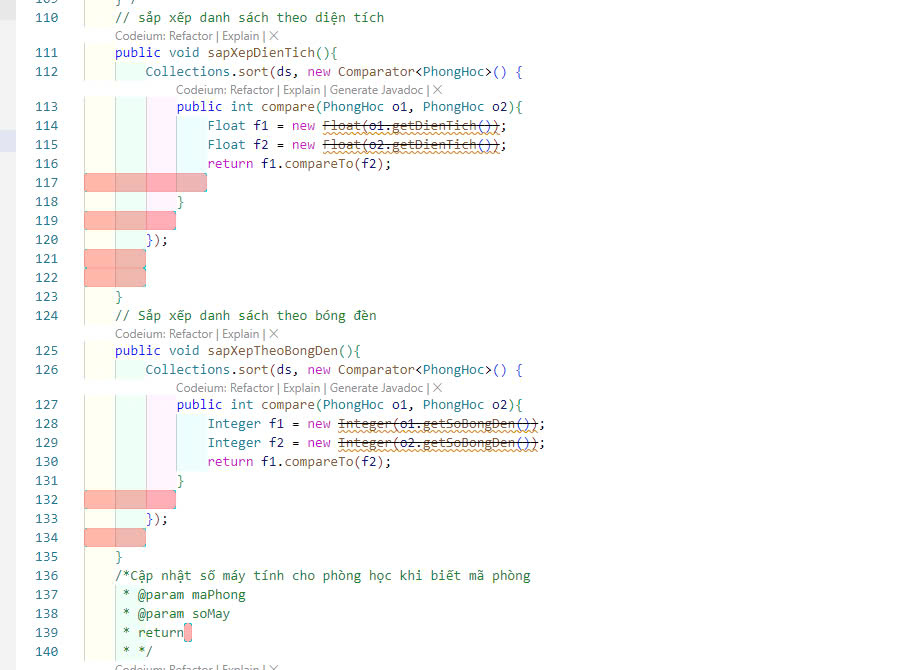 109 } */
110 // sắp xếp danh sách theo diện tích
Codeium: Refactor | Explain | X
111 public void sapXepDienTich(){
112 Collections.sort(ds, new Comparator<PhongHoc>() {
Codeium: Refactor | Explain | Generate Javadoc | X
113 public int compare(PhongHoc o1, PhongHoc o2){
114 Float f1 = new Float(o1.getDienTich());
115 Float f2 = new Float(o2.getDienTich());
116 return f1.compareTo(f2);
117
118 }
119
120 });
121
122
123 }
124 // Sắp xếp danh sách theo bóng đèn
Codeium: Refactor | Explain | X
125 public void sapXepTheoBongDen(){
126 Collections.sort(ds, new Comparator<PhongHoc>() {
Codeium: Refactor | Explain | Generate Javadoc | X
127 public int compare(PhongHoc o1, PhongHoc o2){
128 Integer f1 = new Integer(o1.getSoBongDen());
129 Integer f2 = new Integer(o2.getSoBongDen());
130 return f1.compareTo(f2);
131 }
132
133 });
134
135 }
136 /*Cập nhật số máy tính cho phòng học khi biết mã phòng
137 * @param maPhong
138 * @param soMay
139 * return
140 * */
Codeium: Refactor | Explain | X